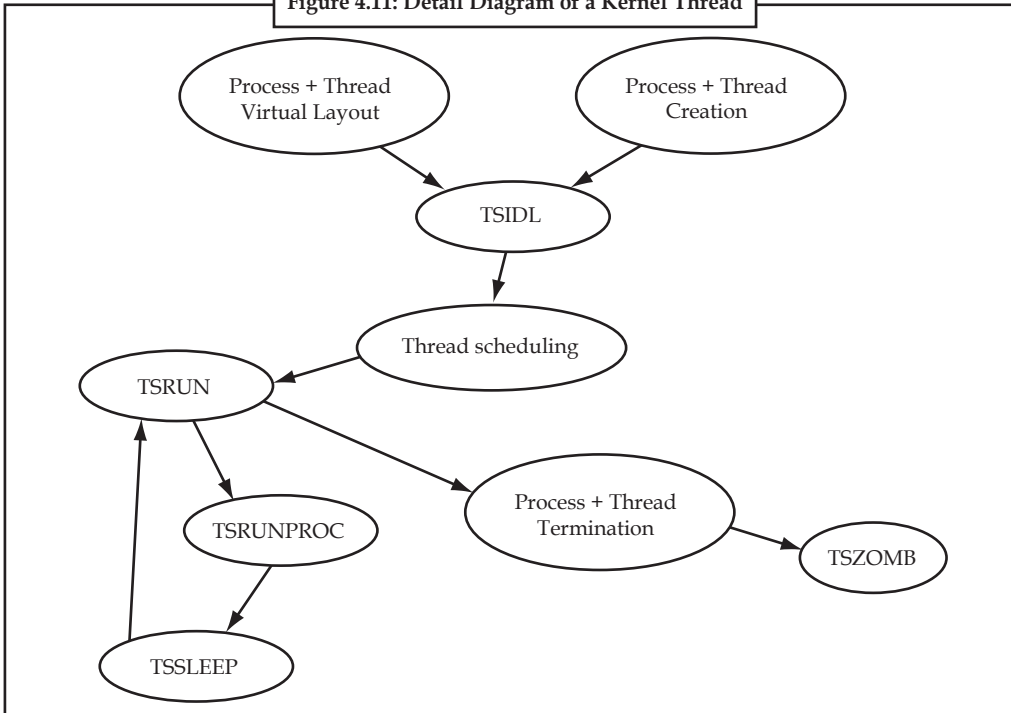 Figure 4.11: Detail Diagram of a Kernel Thread
Process + Thread
Virtual Layout
Process + Thread
Creation
TSIDL
Thread scheduling
TSRUN
Process + Thread
Termination
TSRUNPROC
TSZOMB
TSSLEEP